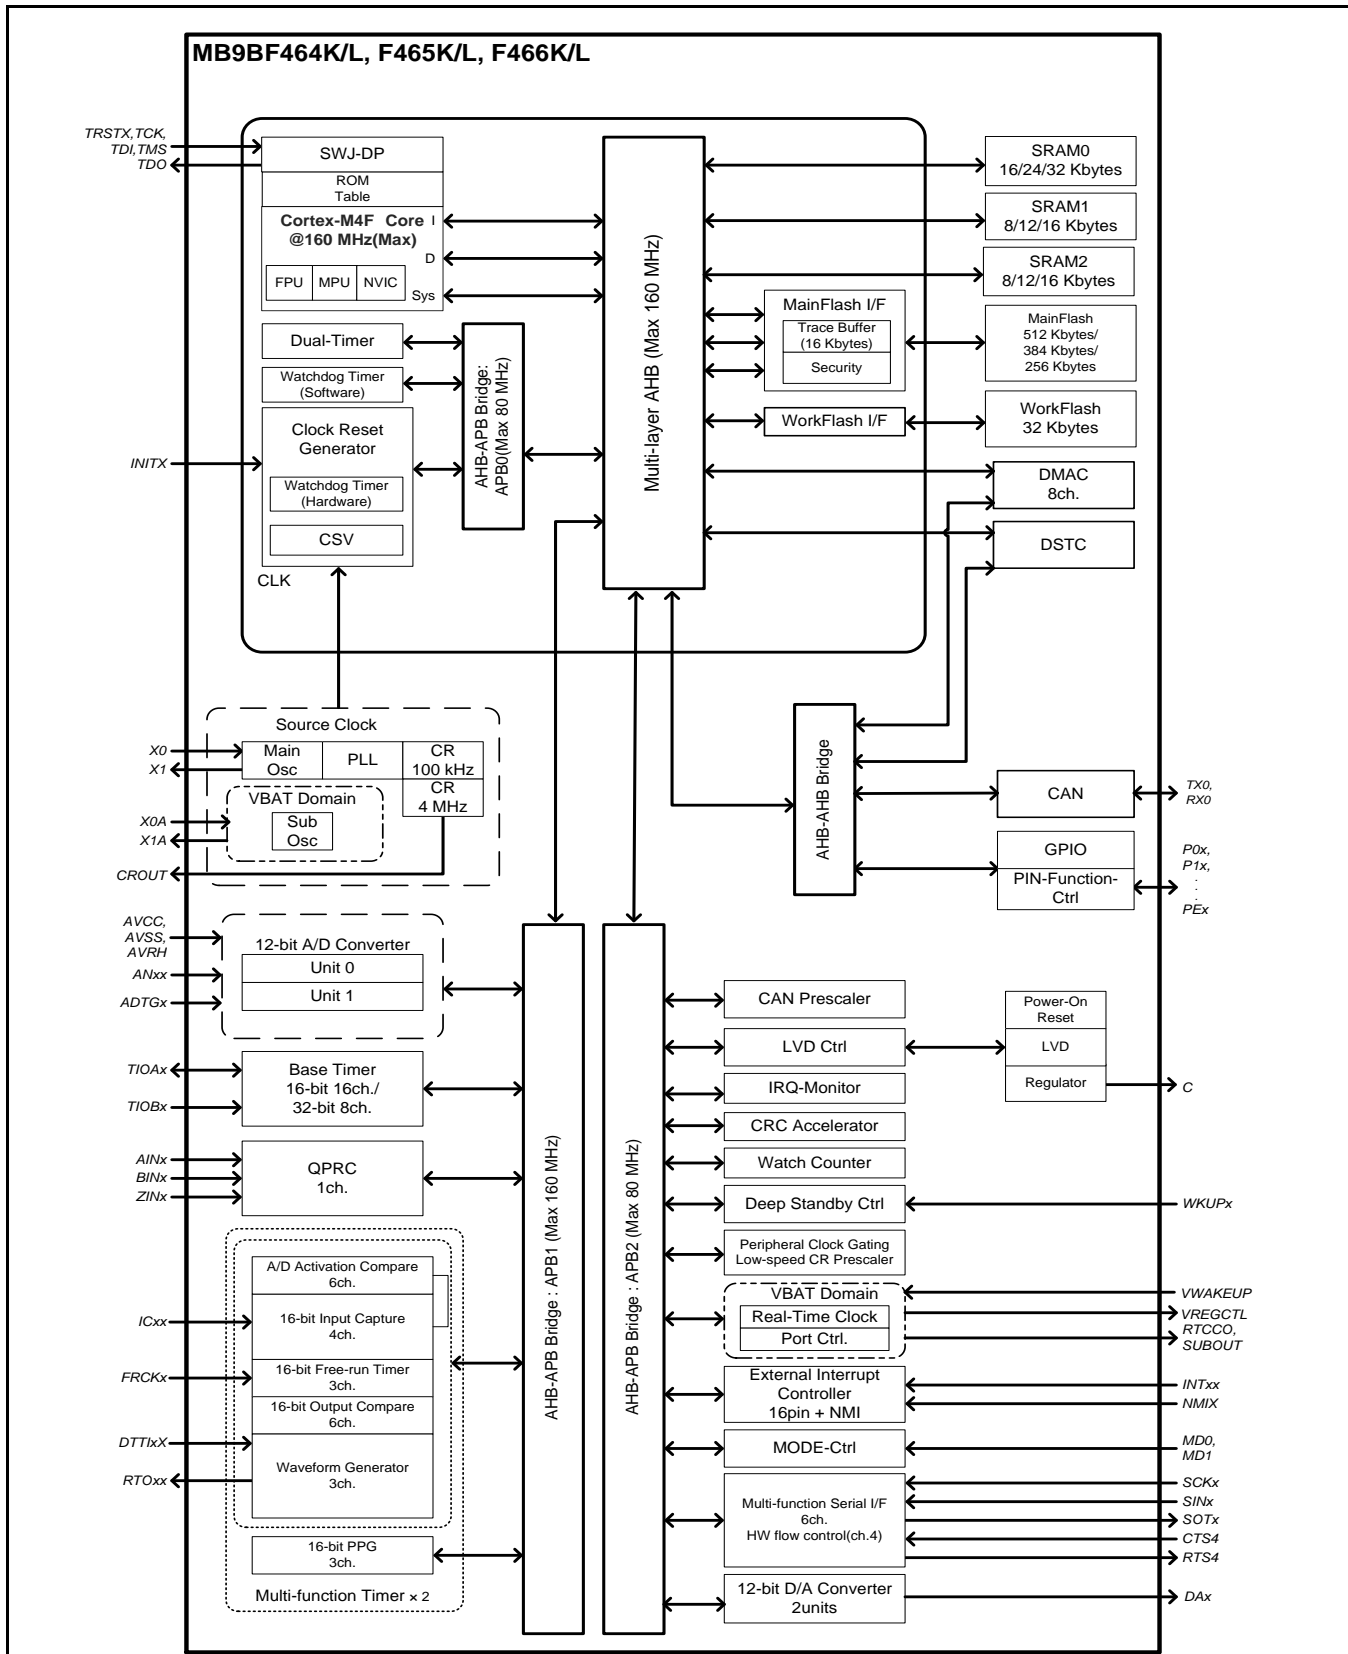 MB9BF464K/L, F465K/L, F466K/L
TRSTX,TCK,
TDI,TMS
TDO
SWJ-DP
ROM
Table
Cortex-M4F Core
@160 MHz(Max)
I
D
Sys
FPU
MPU
NVIC
Dual-Timer
Watchdog Timer
(Software)
Clock Reset
Generator
Watchdog Timer
(Hardware)
CSV
CLK
INITX
AHB-APB Bridge:
APB0(Max 80 MHz)
Multi-layer AHB (Max 160 MHz)
SRAM0
16/24/32 Kbytes
SRAM1
8/12/16 Kbytes
SRAM2
8/12/16 Kbytes
MainFlash I/F
Trace Buffer
(16 Kbytes)
Security
MainFlash
512 Kbytes/
384 Kbytes/
256 Kbytes
WorkFlash I/F
WorkFlash
32 Kbytes
DMAC
8ch.
DSTC
Source Clock
X0
X1
Main
Osc
PLL
CR
100 kHz
CR
4 MHz
VBAT Domain
Sub
Osc
X0A
X1A
CROUT
AHB-AHB Bridge
CAN
TX0,
RX0
GPIO
PIN-Function-
Ctrl
P0x,
P1x,
.
.
PEx
AVCC,
AVSS,
AVRH
ANxx
ADTGx
12-bit A/D Converter
Unit 0
Unit 1
TIOAx
TIOBx
Base Timer
16-bit 16ch./
32-bit 8ch.
AINx
BINx
ZINx
QPRC
1ch.
A/D Activation Compare
6ch.
ICxx
16-bit Input Capture
4ch.
FRCKx
16-bit Free-run Timer
3ch.
16-bit Output Compare
6ch.
DTTIxX
RTOxx
Waveform Generator
3ch.
16-bit PPG
3ch.
Multi-function Timer × 2
AHB-APB Bridge : APB1 (Max 160 MHz)
AHB-APB Bridge : APB2 (Max 80 MHz)
CAN Prescaler
LVD Ctrl
Power-On
Reset
LVD
Regulator
C
IRQ-Monitor
CRC Accelerator
Watch Counter
Deep Standby Ctrl
WKUPx
Peripheral Clock Gating
Low-speed CR Prescaler
VBAT Domain
Real-Time Clock
Port Ctrl.
VWAKEUP
VREGCTL
RTCCO,
SUBOUT
External Interrupt
Controller
16pin + NMI
INTxx
NMIX
MODE-Ctrl
MD0,
MD1
Multi-function Serial I/F
6ch.
HW flow control(ch.4)
SCKx
SINx
SOTx
CTS4
RTS4
12-bit D/A Converter
2units
DAx